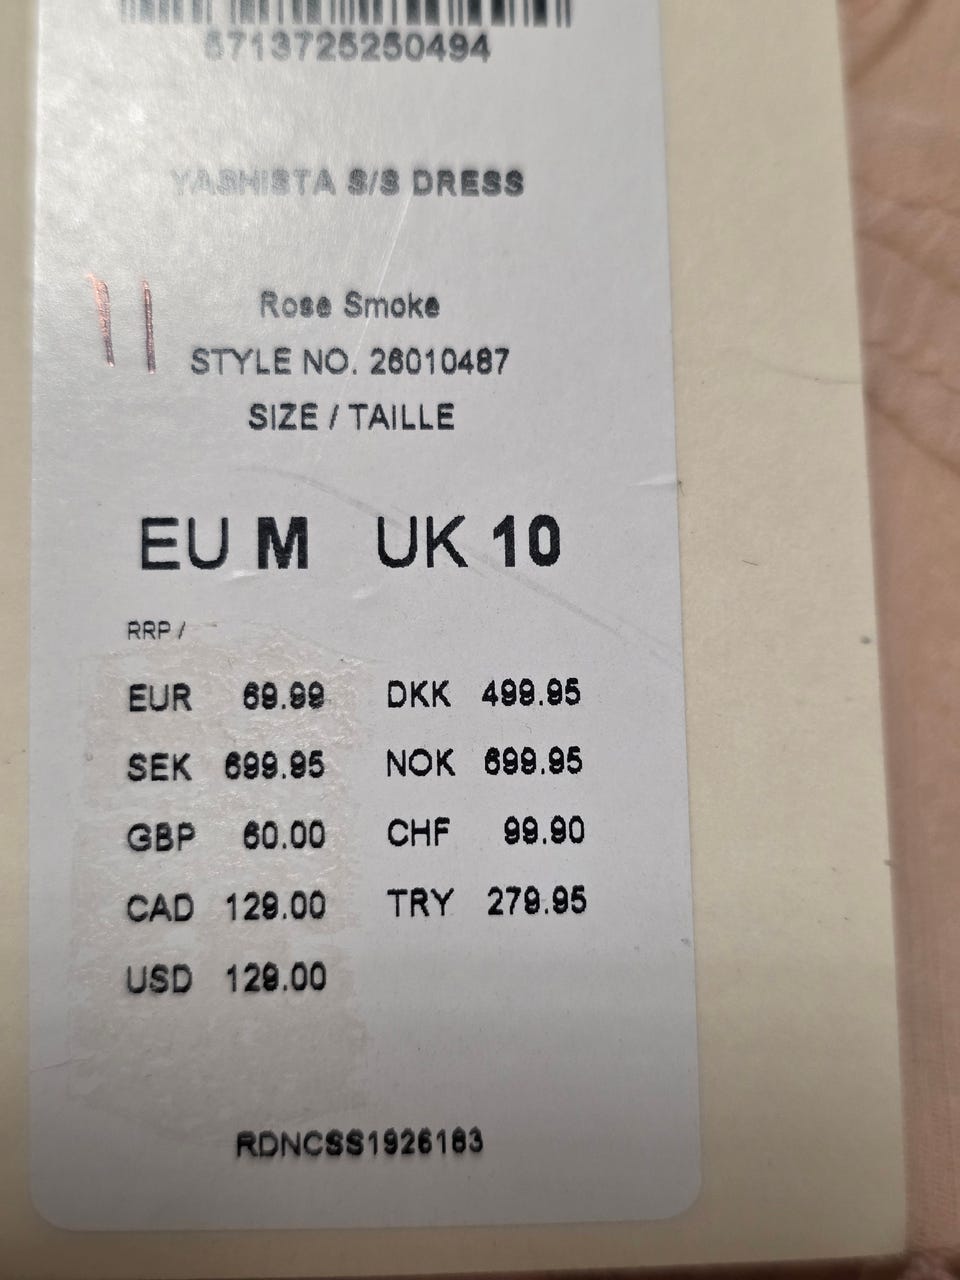 5713725250494
YASHISTA S/S DRESS
Rose Smoke
11
STYLE NO. 26010487
SIZE / TAILLE
EU M UK 10
RRP /
EUR 69.99 DKK 499.95
SEK 699.95 NOK 699.95
GBP 60.00 CHF 99.90
CAD 129.00 TRY 279.95
USD 129.00
RDNCSS1926183